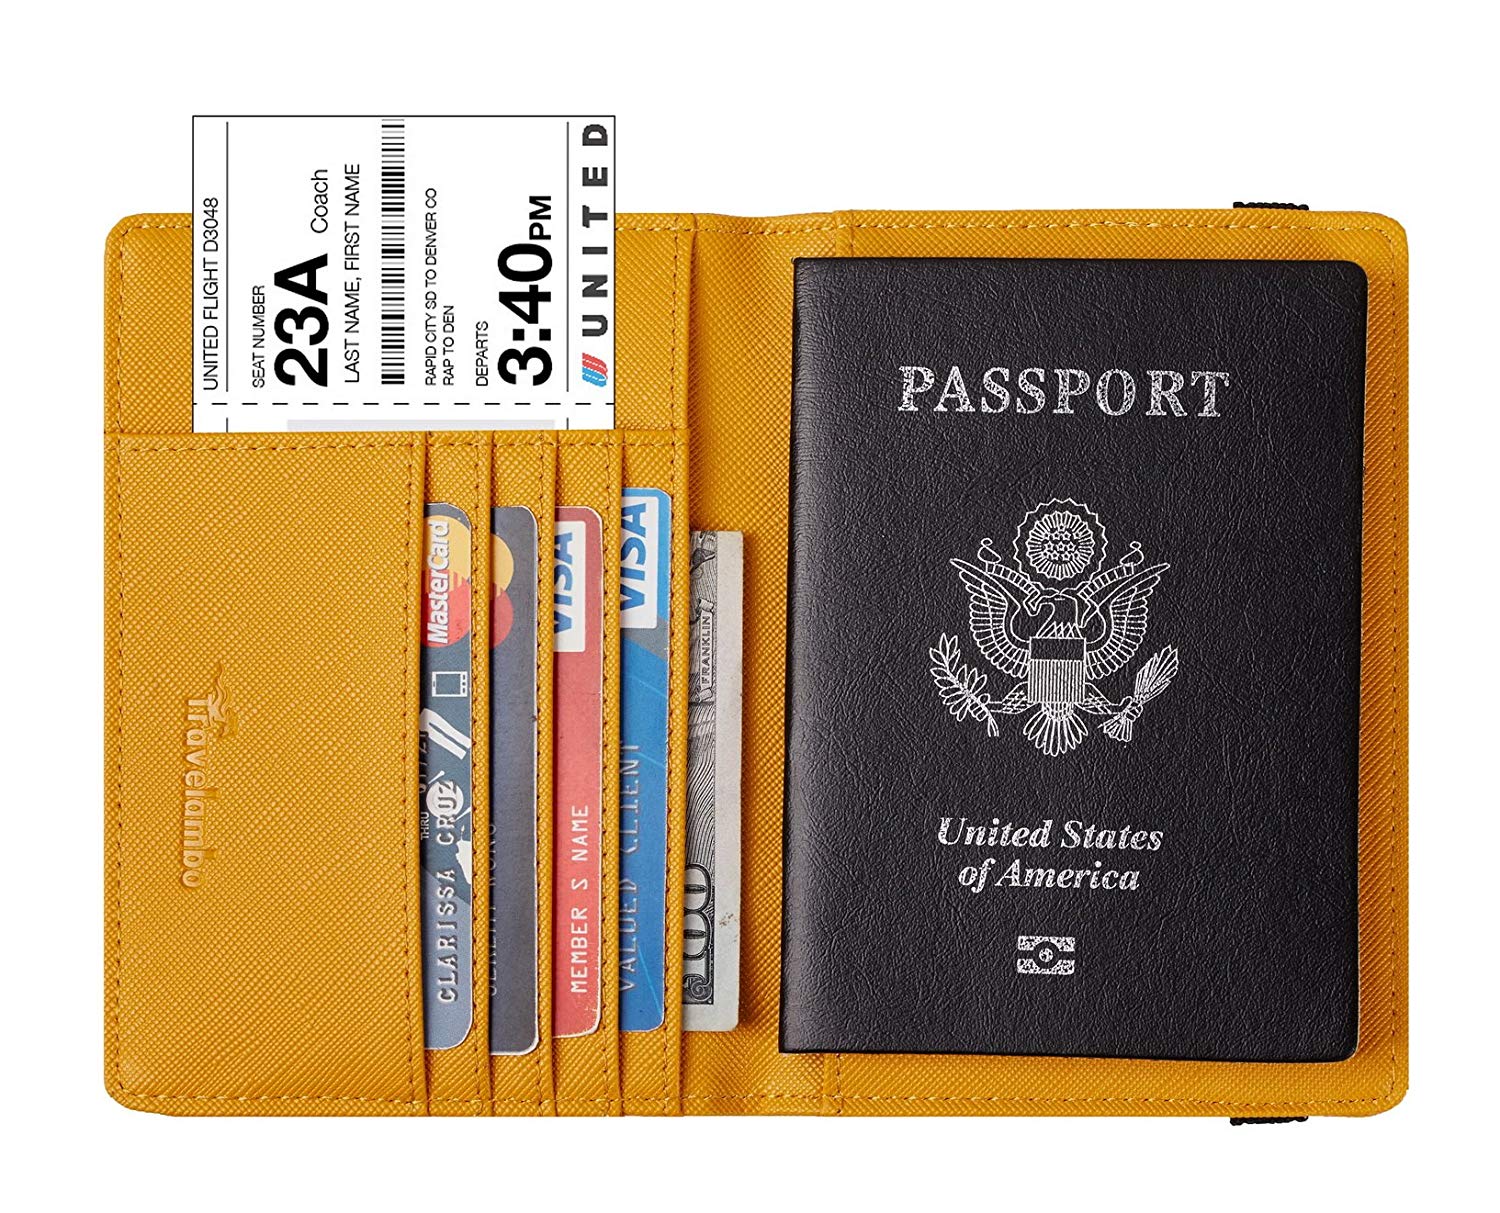 UNITED FLIGHT D3048
SEAT NUMBER
23A Coach
LAST NAME, FIRST NAME
RAPID CITY SD TO DENVER CO
RAP TO DEN
DEPARTS
3:40PM
UNITED
Travelambo
MasterCard
THRU
CLARISSA CRUZ
VISA
MEMBER S NAME
VISA
VALUED CLIENT
FRANKLIN
100
PASSPORT
United States
of America